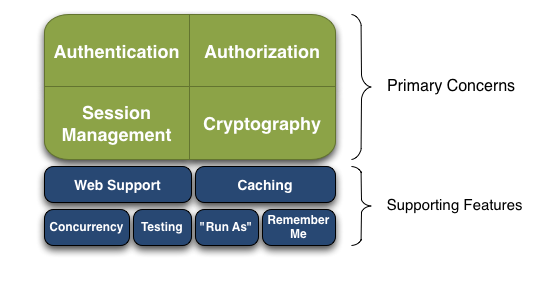 Authentication
Authorization
Primary Concerns
Session
Management
Cryptography
Web Support
Caching
Supporting Features
Concurrency
Testing
"Run As"
Remember
Me